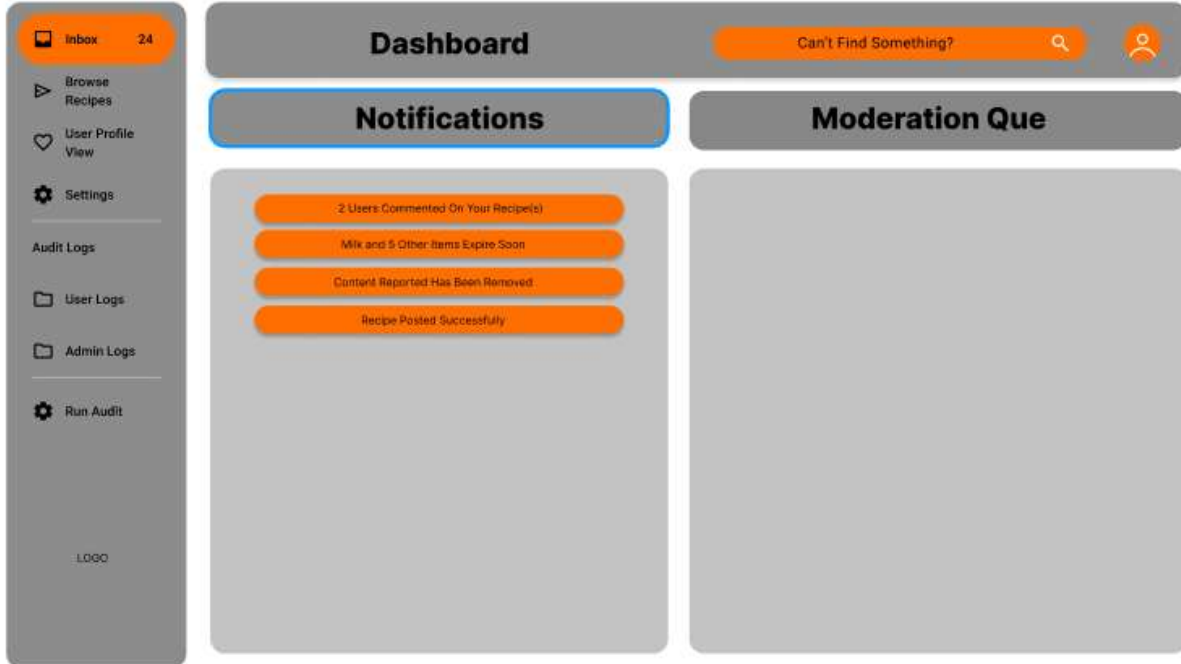 Inbox 24
Browse
Recipes
User Profile
View
Settings
Audit Logs
User Logs
Admin Logs
Run Audit
LOGO
Dashboard
Can't Find Something?
Notifications
2 Users Commented On Your Recipe(s)
Milk and 5 Other Items Expire Soon
Content Reported Has Been Removed
Recipe Posted Successfully
Moderation Que